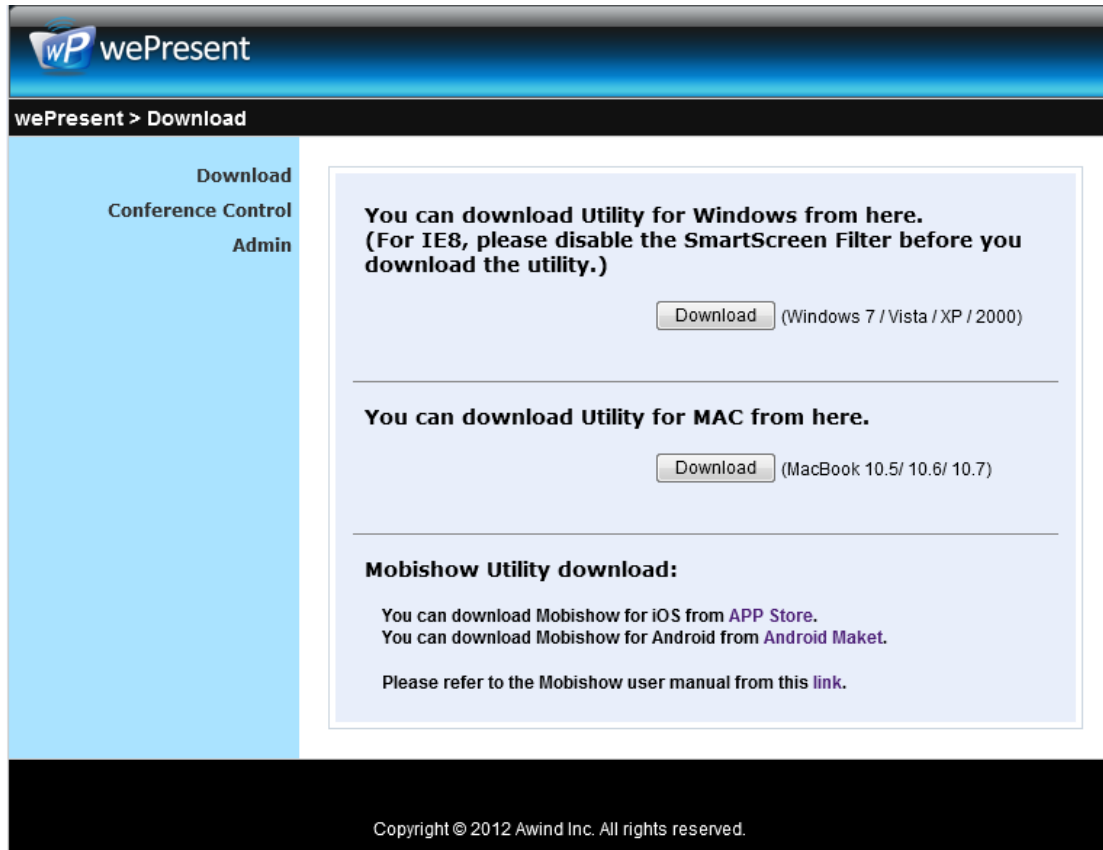 wP wePresent
wePresent > Download
Download
Conference Control
Admin
You can download Utility for Windows from here.
(For IE8, please disable the SmartScreen Filter before you
download the utility.)
Download (Windows 7 / Vista / XP / 2000)
You can download Utility for MAC from here.
Download (MacBook 10.5/ 10.6/ 10.7)
Mobishow Utility download:
You can download Mobishow for iOS from APP Store.
You can download Mobishow for Android from Android Maket.
Please refer to the Mobishow user manual from this link.
Copyright © 2012 Awind Inc. All rights reserved.